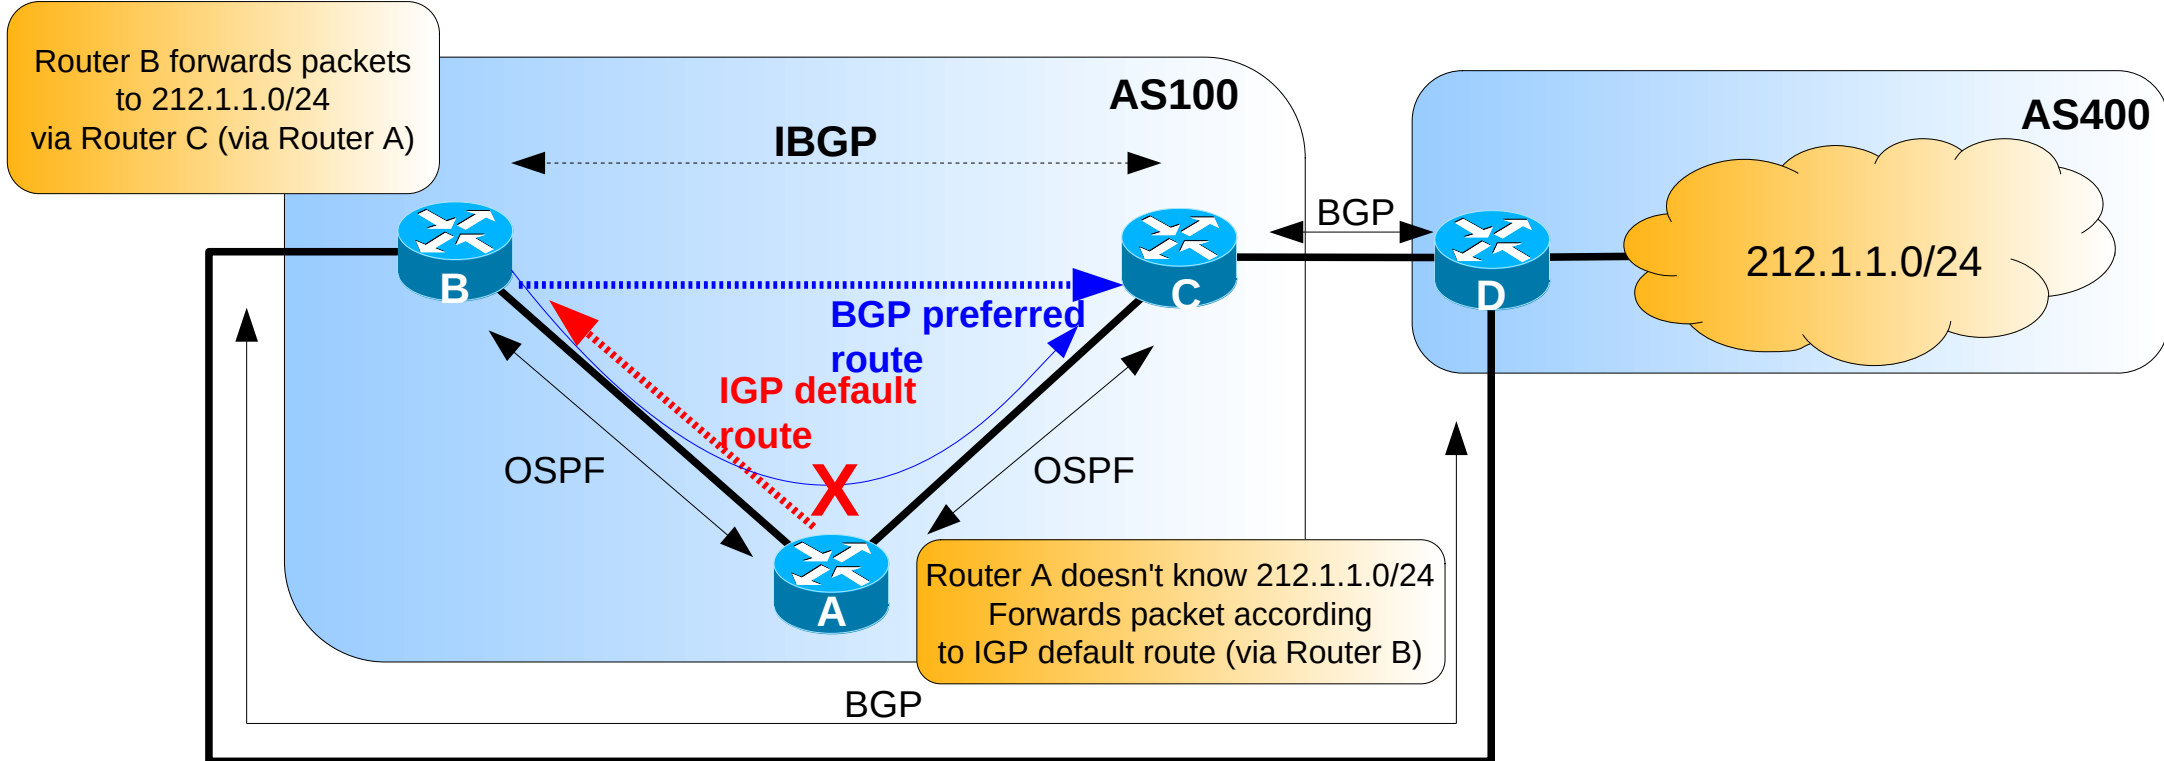 Router B forwards packets
to 212.1.1.0/24
via Router C (via Router A)
AS100
AS400
IBGP
BGP
212.1.1.0/24
B
C
D
BGP preferred
route
IGP default
route
OSPF
OSPF
X
A
Router A doesn't know 212.1.1.0/24
Forwards packet according
to IGP default route (via Router B)
BGP